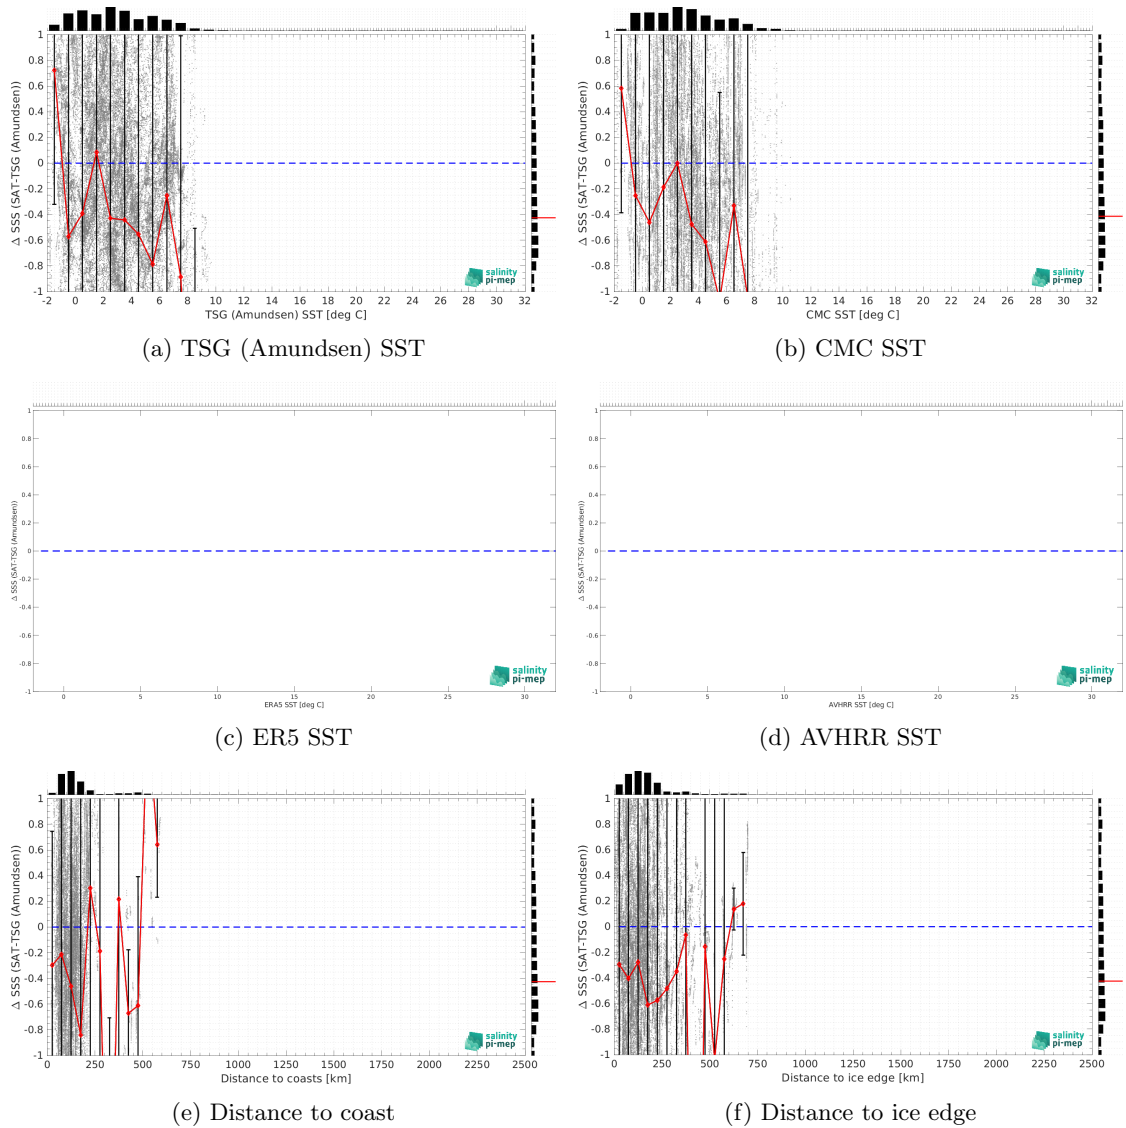 1
0.8
0.6
0.4
0.2
0
-0.2
-0.4
-0.6
-0.8
-1
Δ SSS (SAT-TSG (Amundsen))
-2 0 2 4 6 8 10 12 14 16 18 20 22 24 26 28 30 32
TSG (Amundsen) SST [deg C]
salinity
pi-mep
(a) TSG (Amundsen) SST
1
0.8
0.6
0.4
0.2
0
-0.2
-0.4
-0.6
-0.8
-1
Δ SSS (SAT-TSG (Amundsen))
-2 0 2 4 6 8 10 12 14 16 18 20 22 24 26 28 30 32
CMC SST [deg C]
salinity
pi-mep
(b) CMC SST
1
0.8
0.6
0.4
0.2
0
-0.2
-0.4
-0.6
-0.8
-1
Δ SSS (SAT-TSG (Amundsen))
0 5 10 15 20 25 30
ERA5 SST [deg C]
salinity
pi-mep
(c) ER5 SST
1
0.8
0.6
0.4
0.2
0
-0.2
-0.4
-0.6
-0.8
-1
Δ SSS (SAT-TSG (Amundsen))
0 5 10 15 20 25 30
AVHRR SST [deg C]
salinity
pi-mep
(d) AVHRR SST
1
0.8
0.6
0.4
0.2
0
-0.2
-0.4
-0.6
-0.8
-1
Δ SSS (SAT-TSG (Amundsen))
0 250 500 750 1000 1250 1500 1750 2000 2250 2500
Distance to coasts [km]
salinity
pi-mep
(e) Distance to coast
1
0.8
0.6
0.4
0.2
0
-0.2
-0.4
-0.6
-0.8
-1
Δ SSS (SAT-TSG (Amundsen))
0 250 500 750 1000 1250 1500 1750 2000 2250 2500
Distance to ice edge [km]
salinity
pi-mep
(f) Distance to ice edge